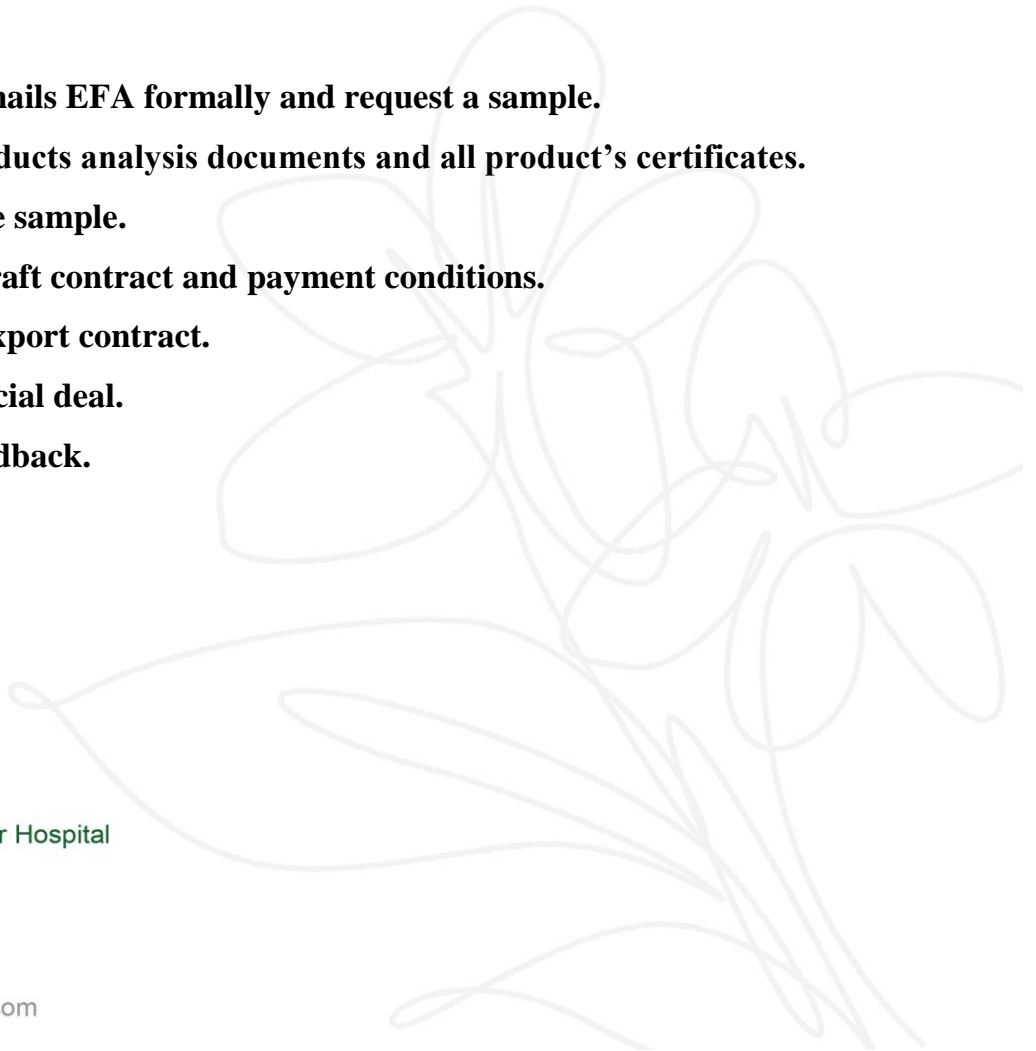 ails EFA formally and request a sample.
ducts analysis documents and all product’s certificates.
e sample.
raft contract and payment conditions.
xport contract.
cial deal.
dback.
r Hospital
om